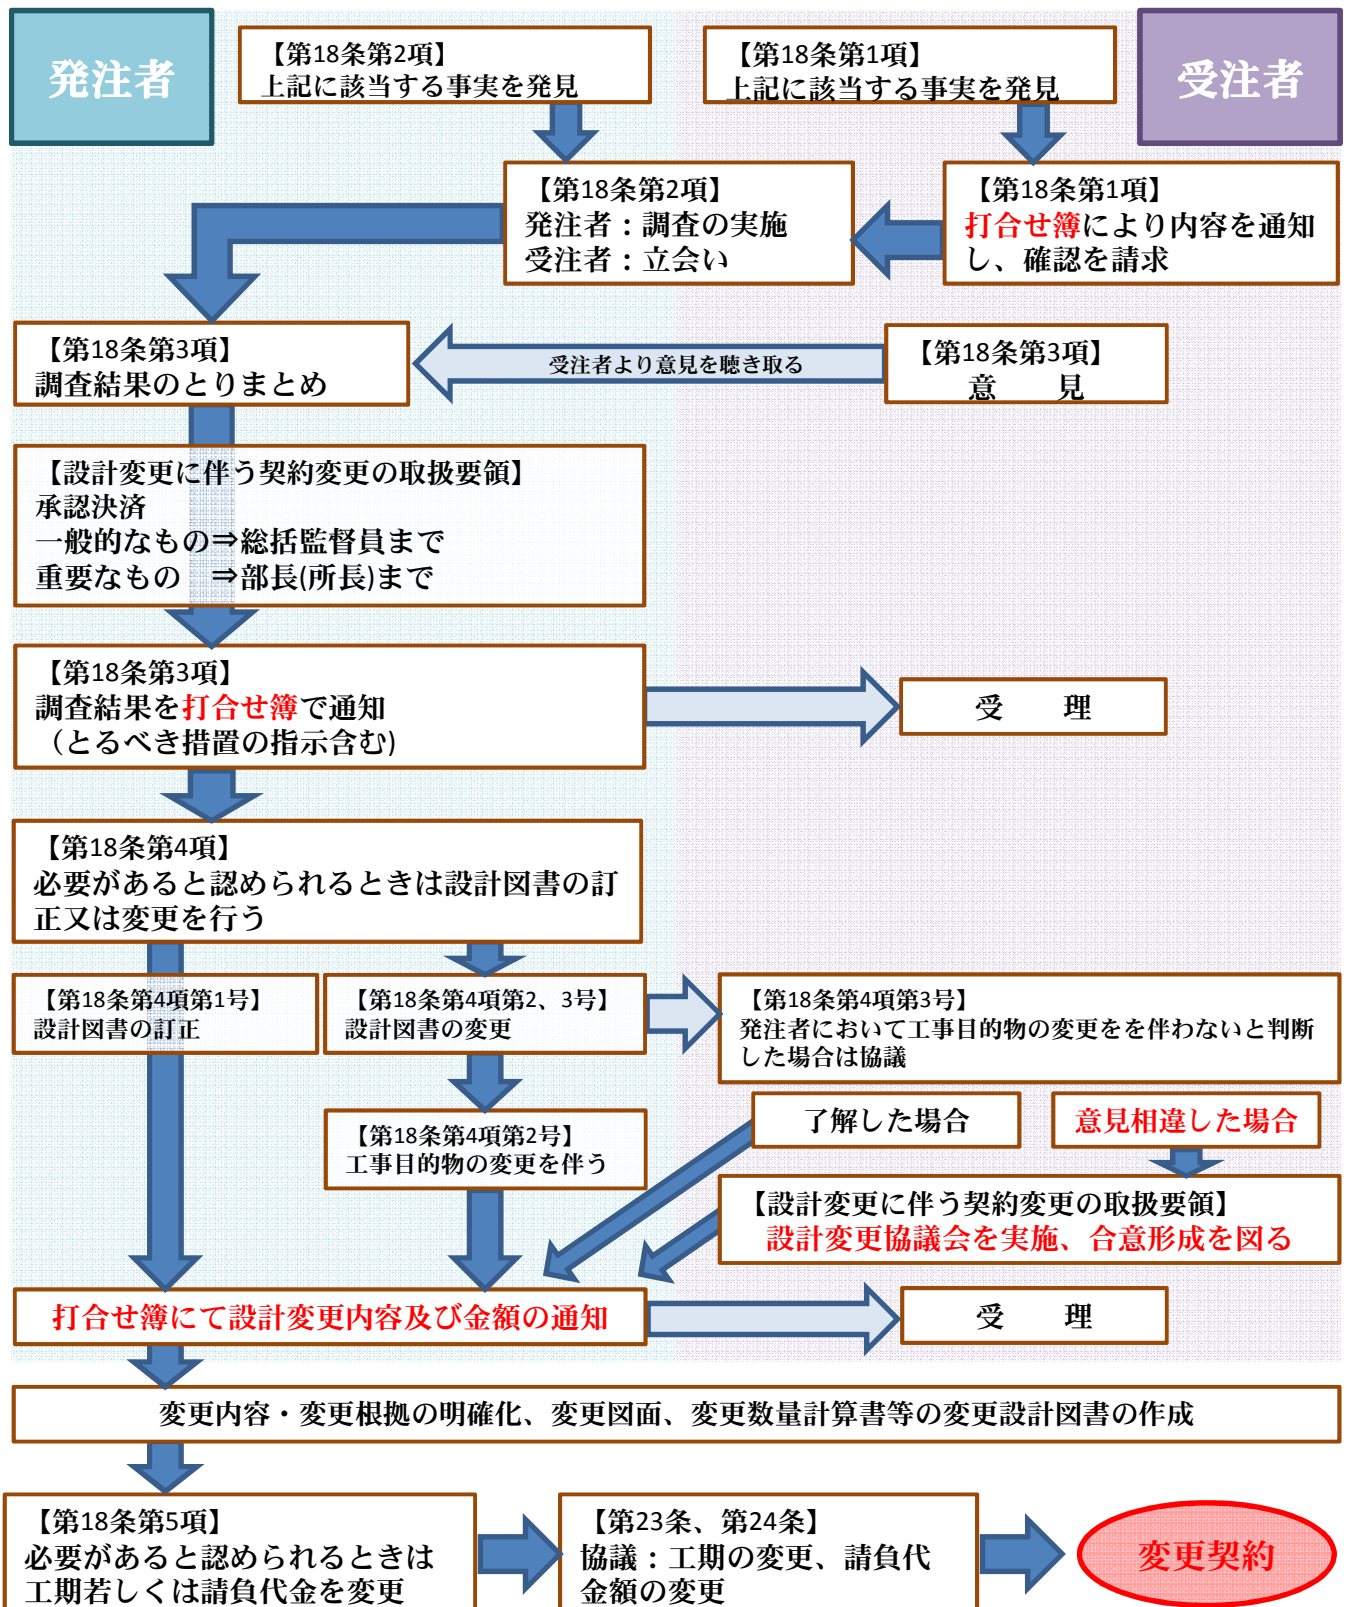 発注者
受注者
【第18条第2項】
上記に該当する事実を発見
【第18条第1項】
上記に該当する事実を発見
【第18条第2項】
発注者：調査の実施
受注者：立会い
【第18条第1項】
打合せ簿により内容を通知
し、確認を請求
【第18条第3項】
調査結果のとりまとめ
受注者より意見を聴き取る
【第18条第3項】
意　　見
【設計変更に伴う契約変更の取扱要領】
承認決済
一般的なもの⇒総括監督員まで
重要なもの　⇒部長(所長)まで
【第18条第3項】
調査結果を打合せ簿で通知
（とるべき措置の指示含む)
受　　理
【第18条第4項】
必要があると認められるときは設計図書の訂
正又は変更を行う
【第18条第4項第1号】
設計図書の訂正
【第18条第4項第2、3号】
設計図書の変更
【第18条第4項第3号】
発注者において工事目的物の変更をを伴わないと判断
した場合は協議
【第18条第4項第2号】
工事目的物の変更を伴う
了解した場合
意見相違した場合
【設計変更に伴う契約変更の取扱要領】
設計変更協議会を実施、合意形成を図る
打合せ簿にて設計変更内容及び金額の通知
受　　理
変更内容・変更根拠の明確化、変更図面、変更数量計算書等の変更設計図書の作成
【第18条第5項】
必要があると認められるときは
工期若しくは請負代金を変更
【第23条、第24条】
協議：工期の変更、請負代
金額の変更
変更契約